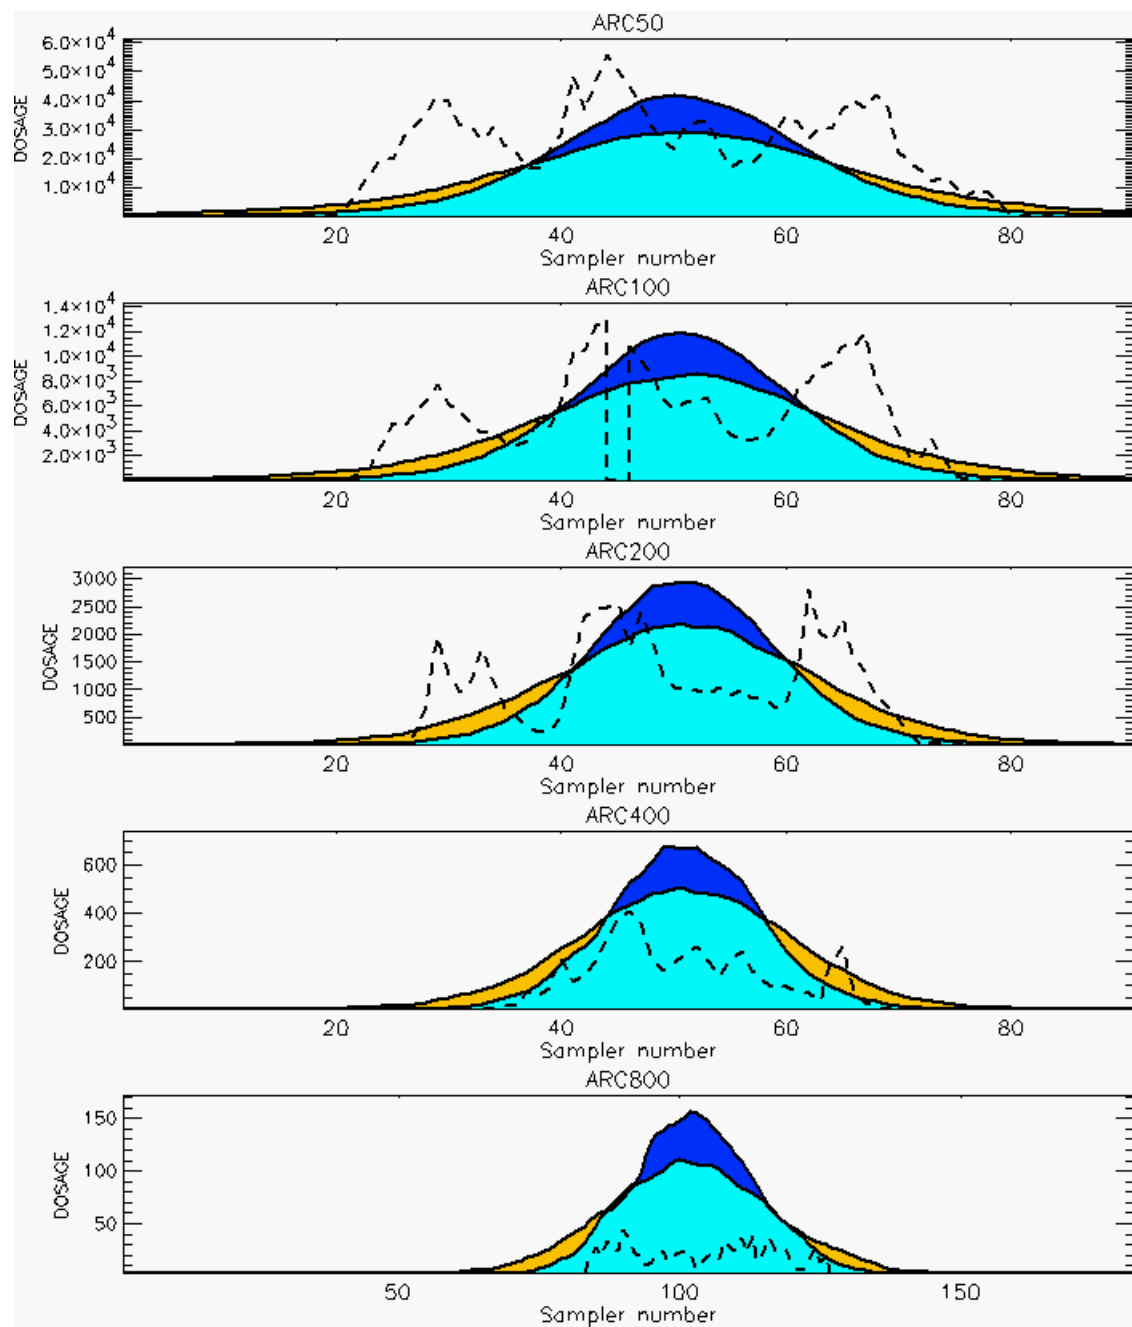 ARC50
6.0×10⁴
5.0×10⁴
4.0×10⁴
3.0×10⁴
2.0×10⁴
1.0×10⁴
DOSAGE
20 40 60 80
Sampler number
ARC100
1.4×10⁴
1.2×10⁴
1.0×10⁴
8.0×10³
6.0×10³
4.0×10³
2.0×10³
DOSAGE
20 40 60 80
Sampler number
ARC200
3000
2500
2000
1500
1000
500
DOSAGE
20 40 60 80
Sampler number
ARC400
600
400
200
DOSAGE
20 40 60 80
Sampler number
ARC800
150
100
50
DOSAGE
50 100 150
Sampler number